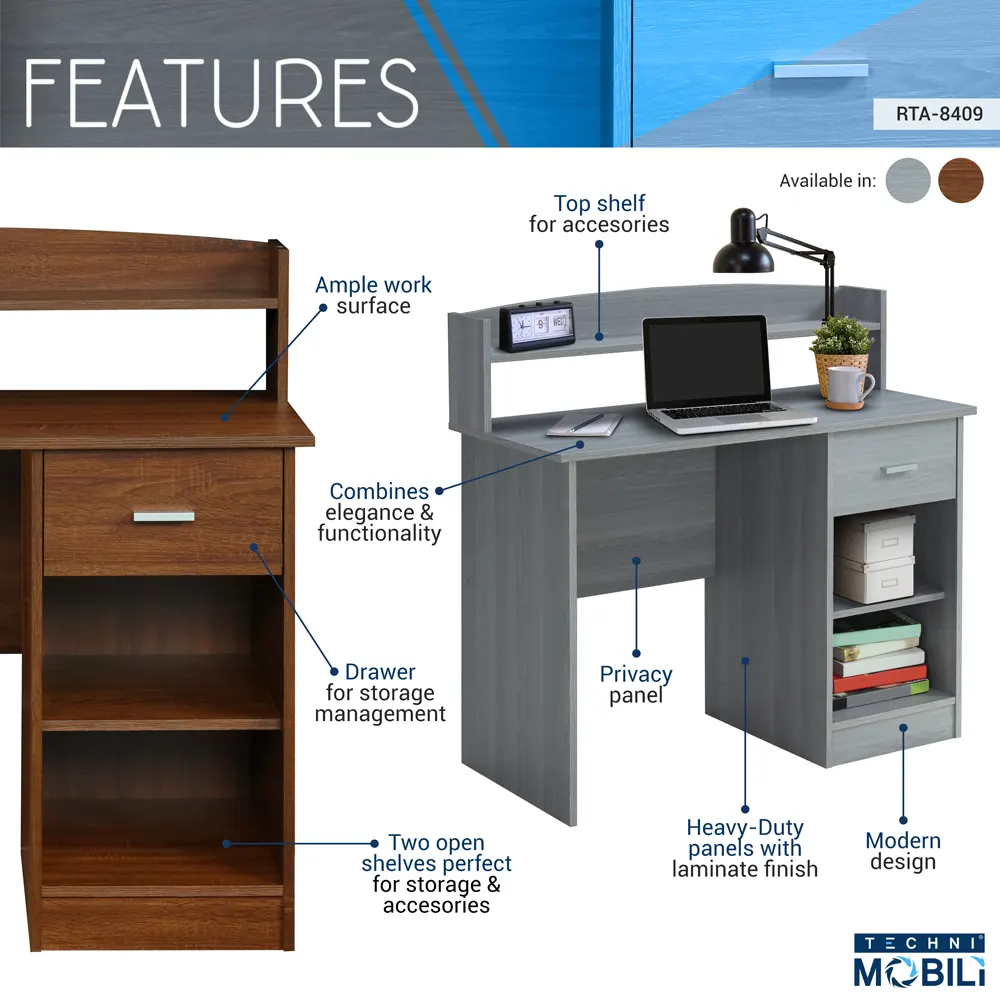 FEATURES
RTA-8409
Available in:
Top shelf
for accesories
Ample work
surface
9
WED
Combines
elegance &
functionality
Drawer
for storage
management
Privacy
panel
Two open
shelves perfect
for storage &
accesories
Heavy-Duty
panels with
laminate finish
Modern
design
TECHNI®
MOBILI